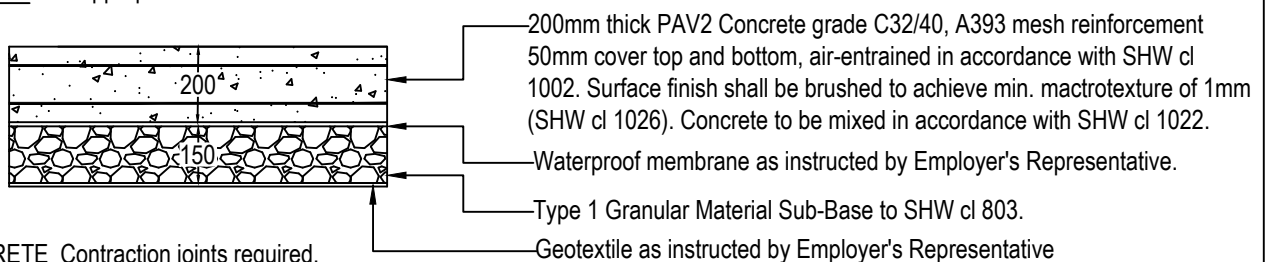 200mm thick PAV2 Concrete grade C32/40, A393 mesh reinforcement
50mm cover top and bottom, air-entrained in accordance with SHW cl
1002. Surface finish shall be brushed to achieve min. mactrotexture of 1mm
(SHW cl 1026). Concrete to be mixed in accordance with SHW cl 1022.
200
Waterproof membrane as instructed by Employer's Representative.
150
Type 1 Granular Material Sub-Base to SHW cl 803.
Geotextile as instructed by Employer's Representative
Contraction joints required.